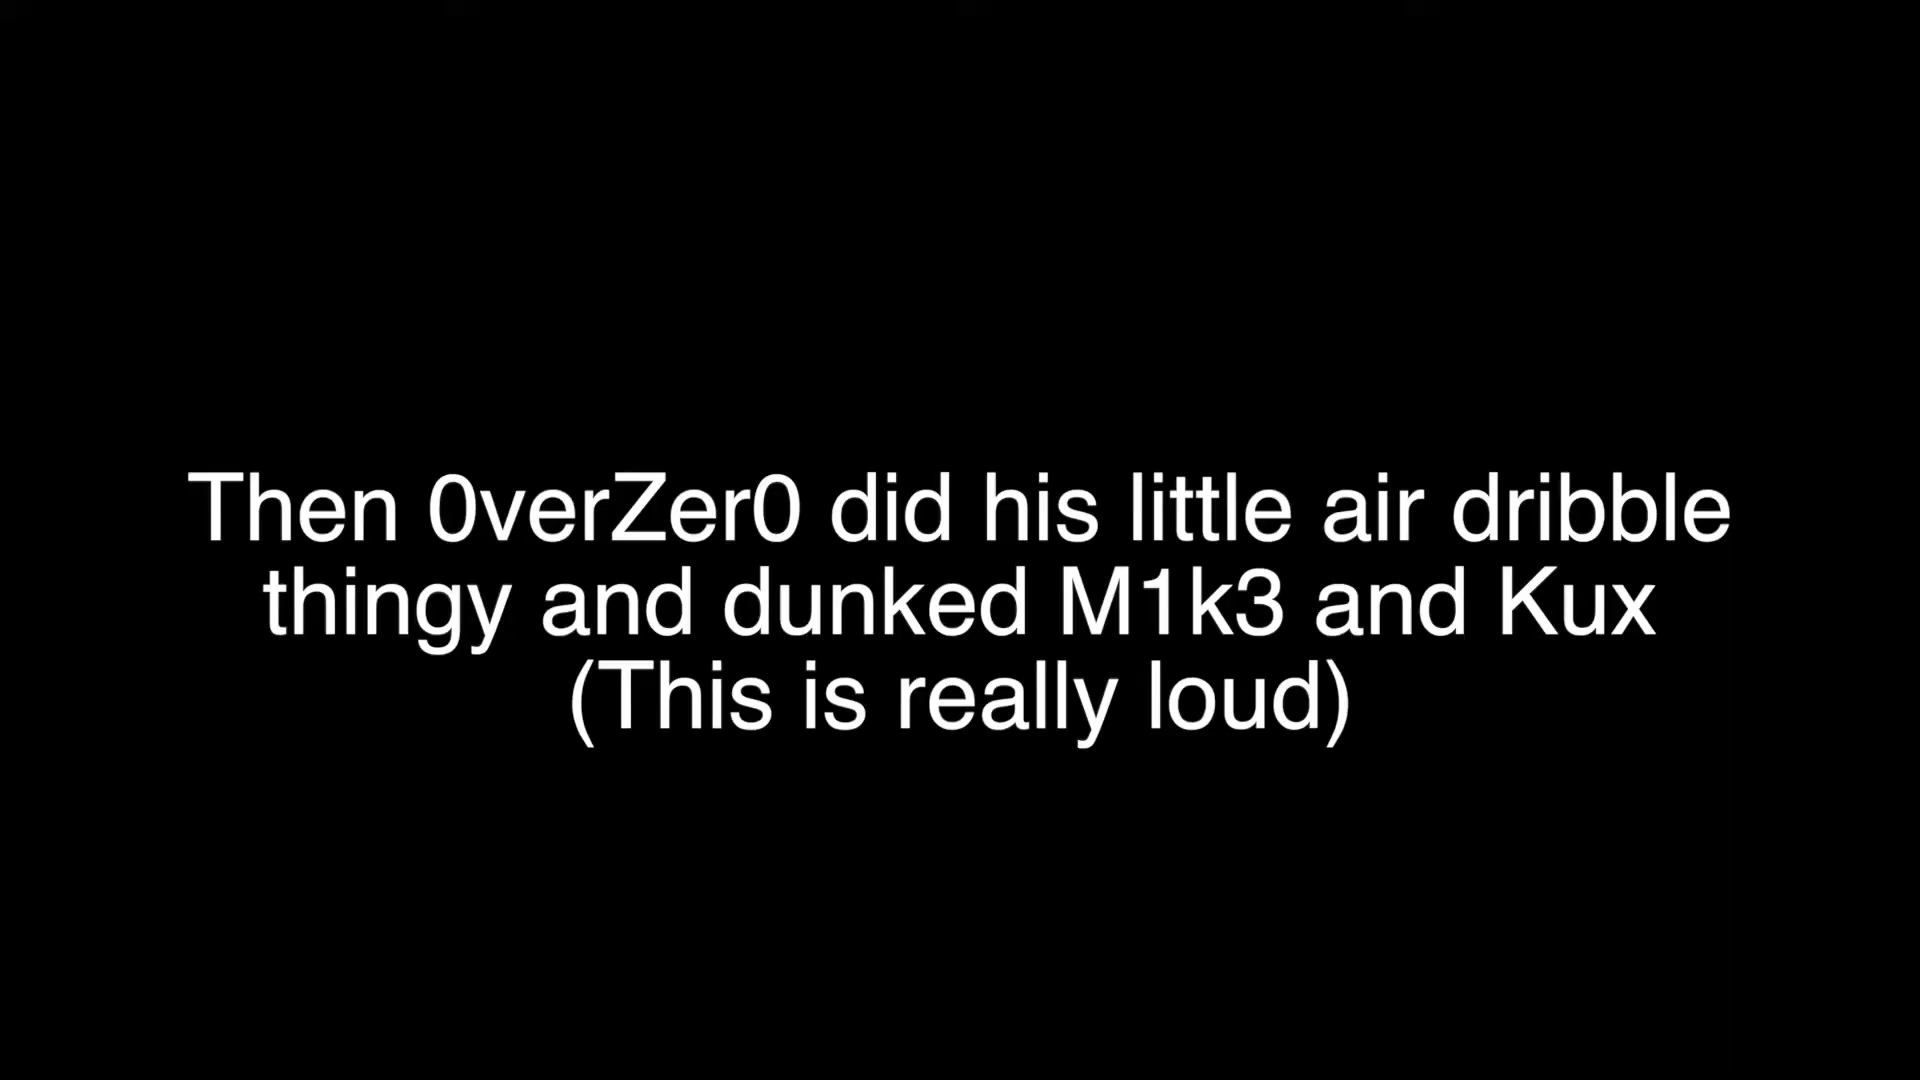 Then 0verZer0 did his little air dribble
thingy and dunked M1k3 and Kux
(This is really loud)